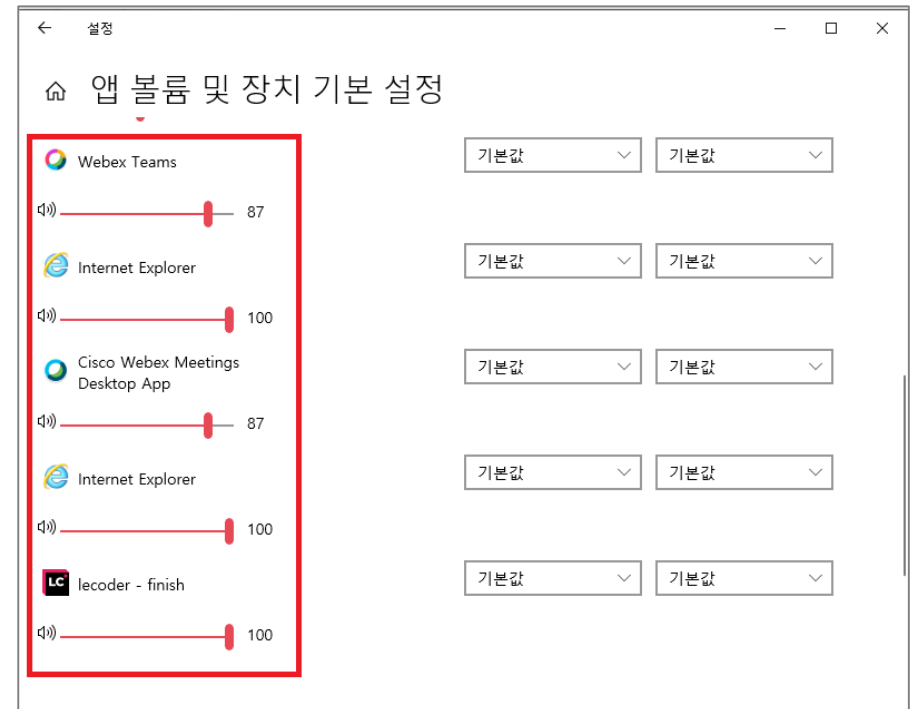 설정
앱 볼륨 및 장치 기본 설정
Webex Teams 기본값 기본값
87
Internet Explorer 기본값 기본값
100
Cisco Webex Meetings
Desktop App 기본값 기본값
87
Internet Explorer 기본값 기본값
100
LC lecoder - finish 기본값 기본값
100